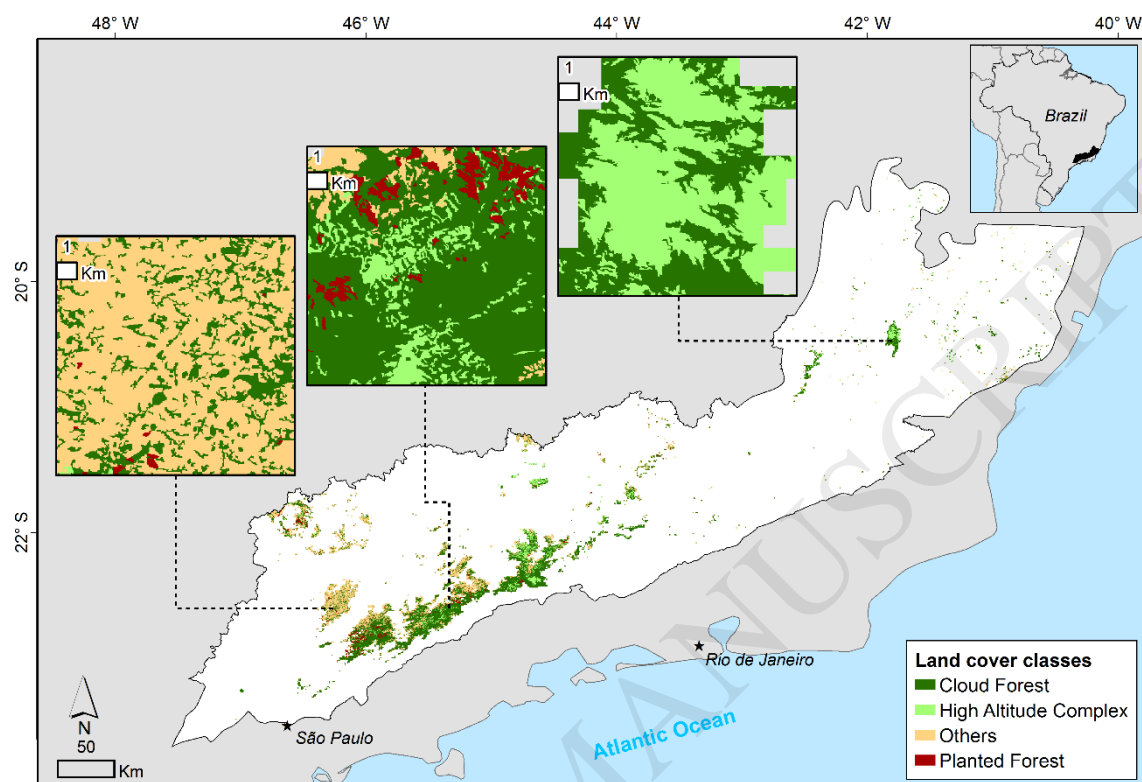 48° W
46° W
44° W
42° W
40° W
1
Km
Brazil
1
Km
1
Km
20° S
22° S
MANUSCRIPT
Rio de Janeiro
São Paulo
Atlantic Ocean
N
50
Km
Land cover classes
Cloud Forest
High Altitude Complex
Others
Planted Forest